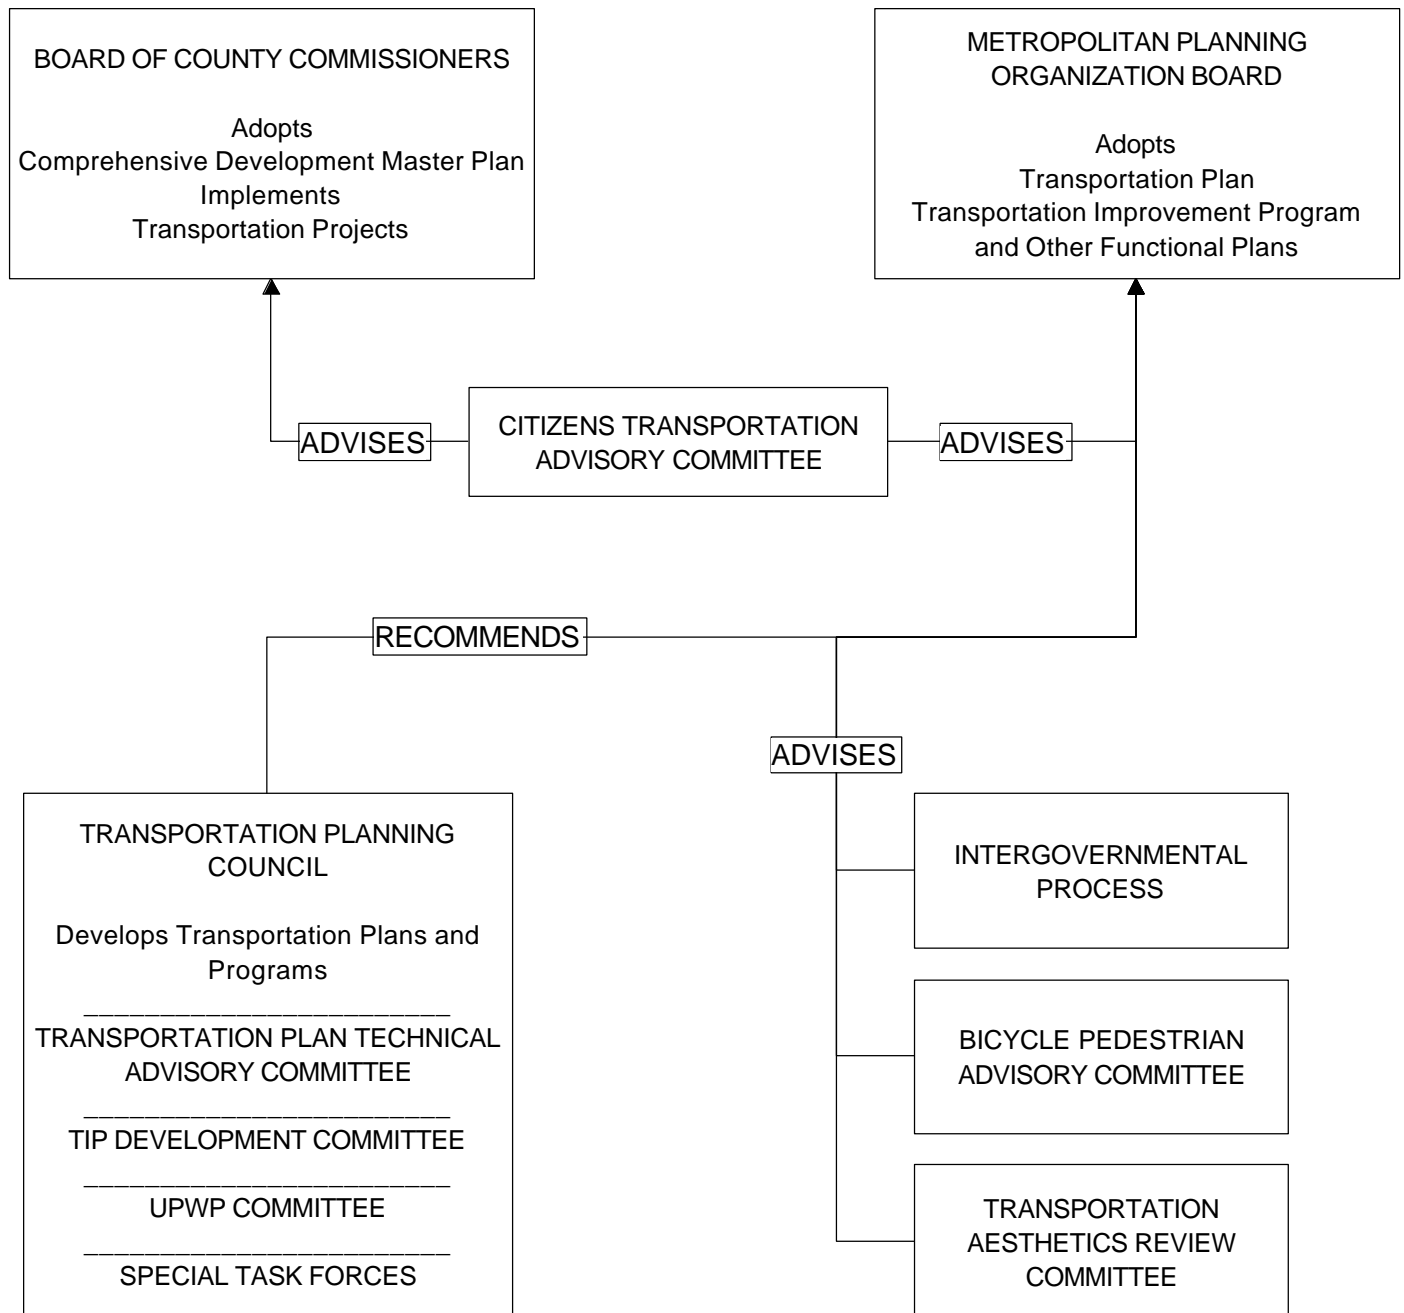 BOARD OF COUNTY COMMISSIONERS
Adopts
Comprehensive Development Master Plan
Implements
Transportation Projects
METROPOLITAN PLANNING
ORGANIZATION BOARD
Adopts
Transportation Plan
Transportation Improvement Program
and Other Functional Plans
ADVISES
CITIZENS TRANSPORTATION
ADVISORY COMMITTEE
ADVISES
RECOMMENDS
ADVISES
TRANSPORTATION PLANNING
COUNCIL
Develops Transportation Plans and
Programs
TRANSPORTATION PLAN TECHNICAL
ADVISORY COMMITTEE
TIP DEVELOPMENT COMMITTEE
UPWP COMMITTEE
SPECIAL TASK FORCES
INTERGOVERNMENTAL
PROCESS
BICYCLE PEDESTRIAN
ADVISORY COMMITTEE
TRANSPORTATION
AESTHETICS REVIEW
COMMITTEE